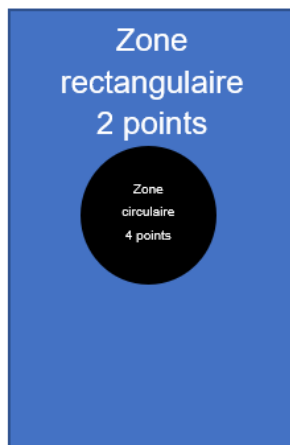 Zone
rectangulaire
2 points
Zone
circulaire
4 points